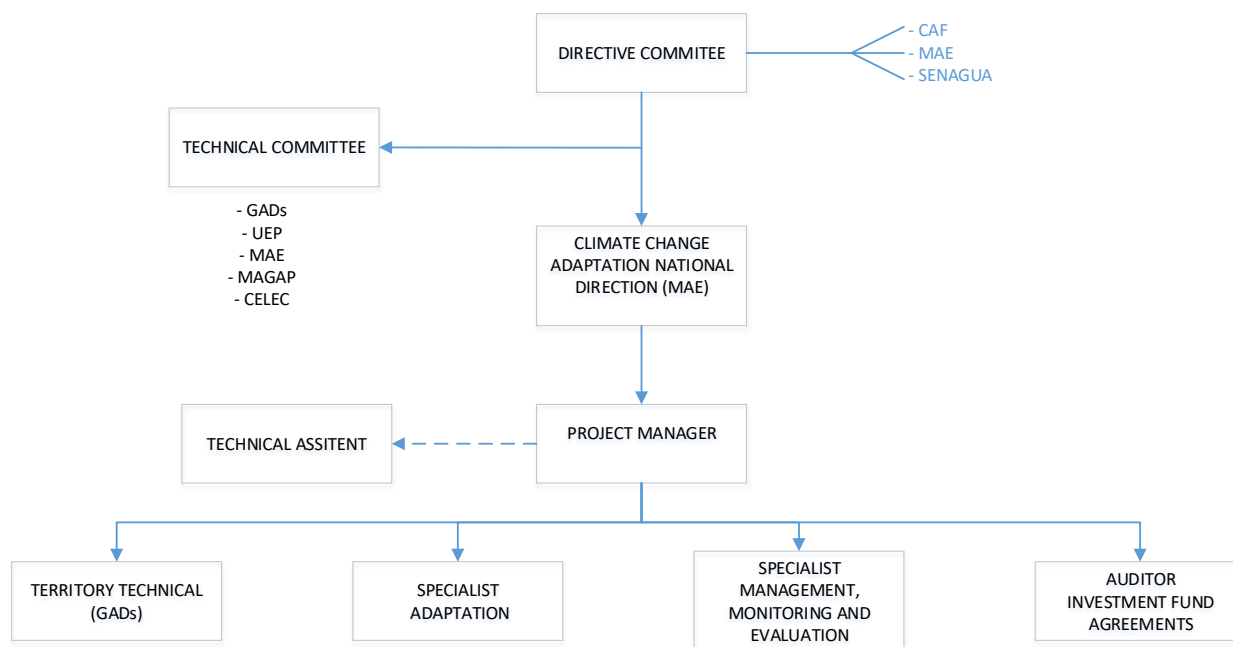 DIRECTIVE COMMITEE
- CAF
- MAE
- SENAGUA
TECHNICAL COMMITTEE
- GADs
- UEP
- MAE
- MAGAP
- CELEC
CLIMATE CHANGE
ADAPTATION NATIONAL
DIRECTION (MAE)
PROJECT MANAGER
TECHNICAL ASSITENT
TERRITORY TECHNICAL
(GADs)
SPECIALIST
ADAPTATION
SPECIALIST
MANAGEMENT,
MONITORING AND
EVALUATION
AUDITOR
INVESTMENT FUND
AGREEMENTS